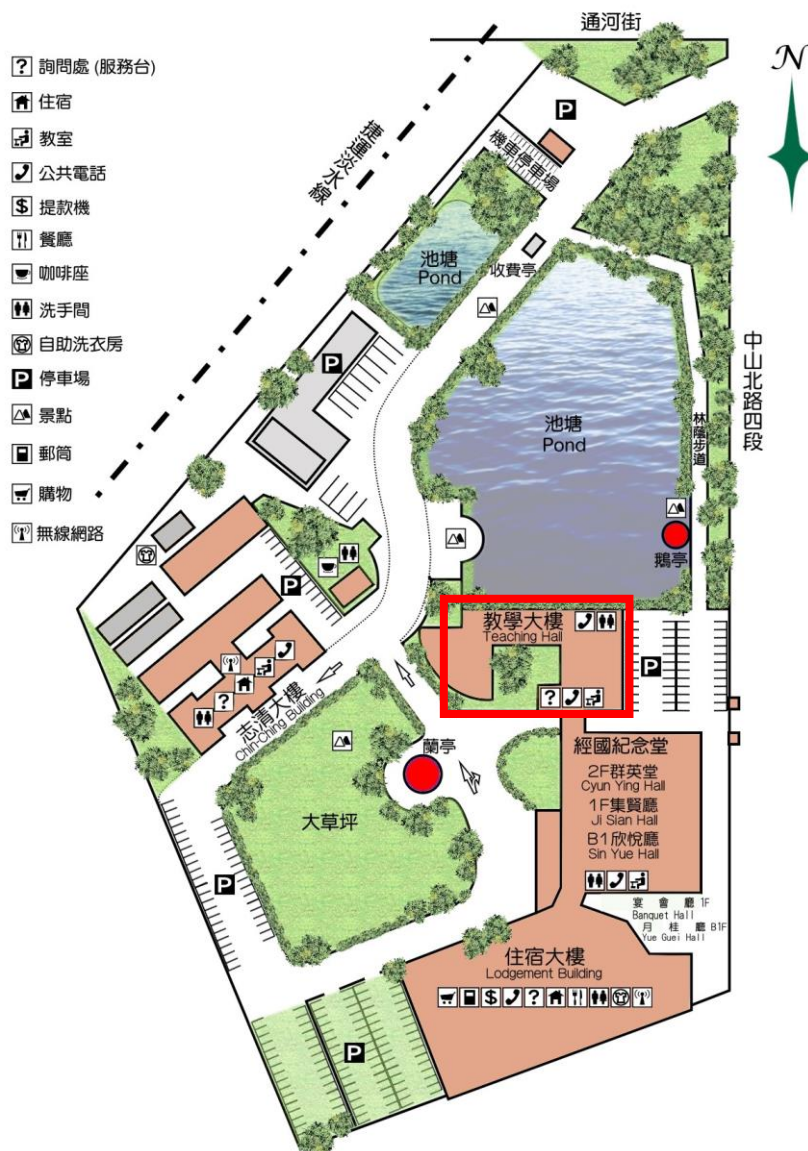 通河街
N
? 詢問處 (服務台)
住宿
教室
公共電話
$ 提款機
餐廳
咖啡座
洗手間
自助洗衣房
P 停車場
景點
郵筒
購物
無線網路
捷運淡水線
P
機車停車場
池塘
Pond
收費亭
P
池塘
Pond
中山北路四段
林蔭步道
鵝亭
P
教學大樓
Teaching Hall
?
P
?
志清大樓
Chin-Ching Building
蘭亭
大草坪
P
經國紀念堂
2F群英堂
Cyun Ying Hall
1F集賢廳
Ji Sian Hall
B1欣悅廳
Sin Yue Hall
宴會廳 1F
Banquet Hall
月桂廳 B1F
Yue Guei Hall
住宿大樓
Lodgement Building
$ ?
P